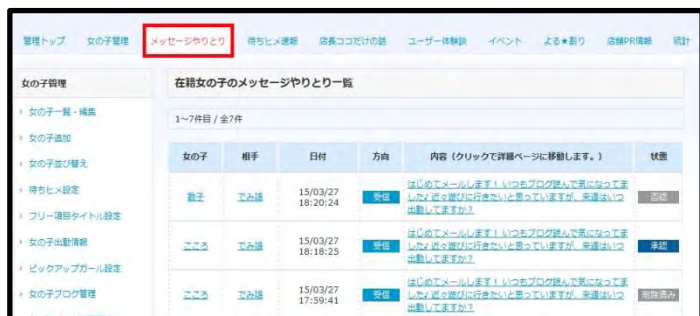 管理トップ 女の子管理 メッセージやりとり 待ちヒメ速報 店長ココだけの話 ユーザー体験談 イベント よる★割り 店舗PR情報 統計
女の子管理
在籍女の子のメッセージやりとり一覧
女の子一覧・編集
1~7件目 / 全7件
女の子追加
女の子並び替え
女の子 相手 日付 方向 内容（クリックで詳細ページに移動します。） 状態
待ちヒメ設定
フリー項目タイトル設定
数子 でみ雄 15/03/27 受信 はじめてメールします！ いつもブログ読んで気になってま 否認
18:20:24 した♪近々遊びに行きたいと思っていますが、来週はいつ
出勤してますか？
女の子出勤情報
こころ でみ雄 15/03/27 受信 はじめてメールします！ いつもブログ読んで気になってま 承認
18:18:25 した♪近々遊びに行きたいと思っていますが、来週はいつ
出勤してますか？
ピックアップガール設定
女の子ブログ管理
こころ でみ雄 15/03/27 受信 はじめてメールします！ いつもブログ読んで気になってま 削除済み
17:59:41 した♪近々遊びに行きたいと思っていますが、来週はいつ
出勤してますか？